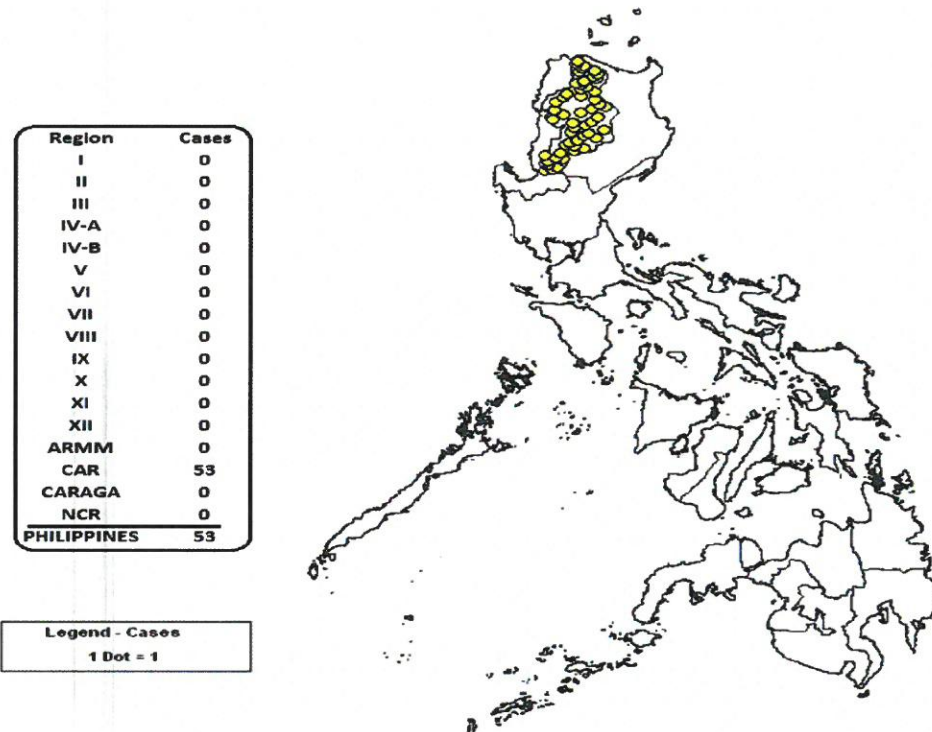 Region Cases
I 0
II 0
III 0
IV-A 0
IV-B 0
V 0
VI 0
VII 0
VIII 0
IX 0
X 0
XI 0
XII 0
ARMM 0
CAR 53
CARAGA 0
NCR 0
PHILIPPINES 53
Legend - Cases
1 Dot = 1